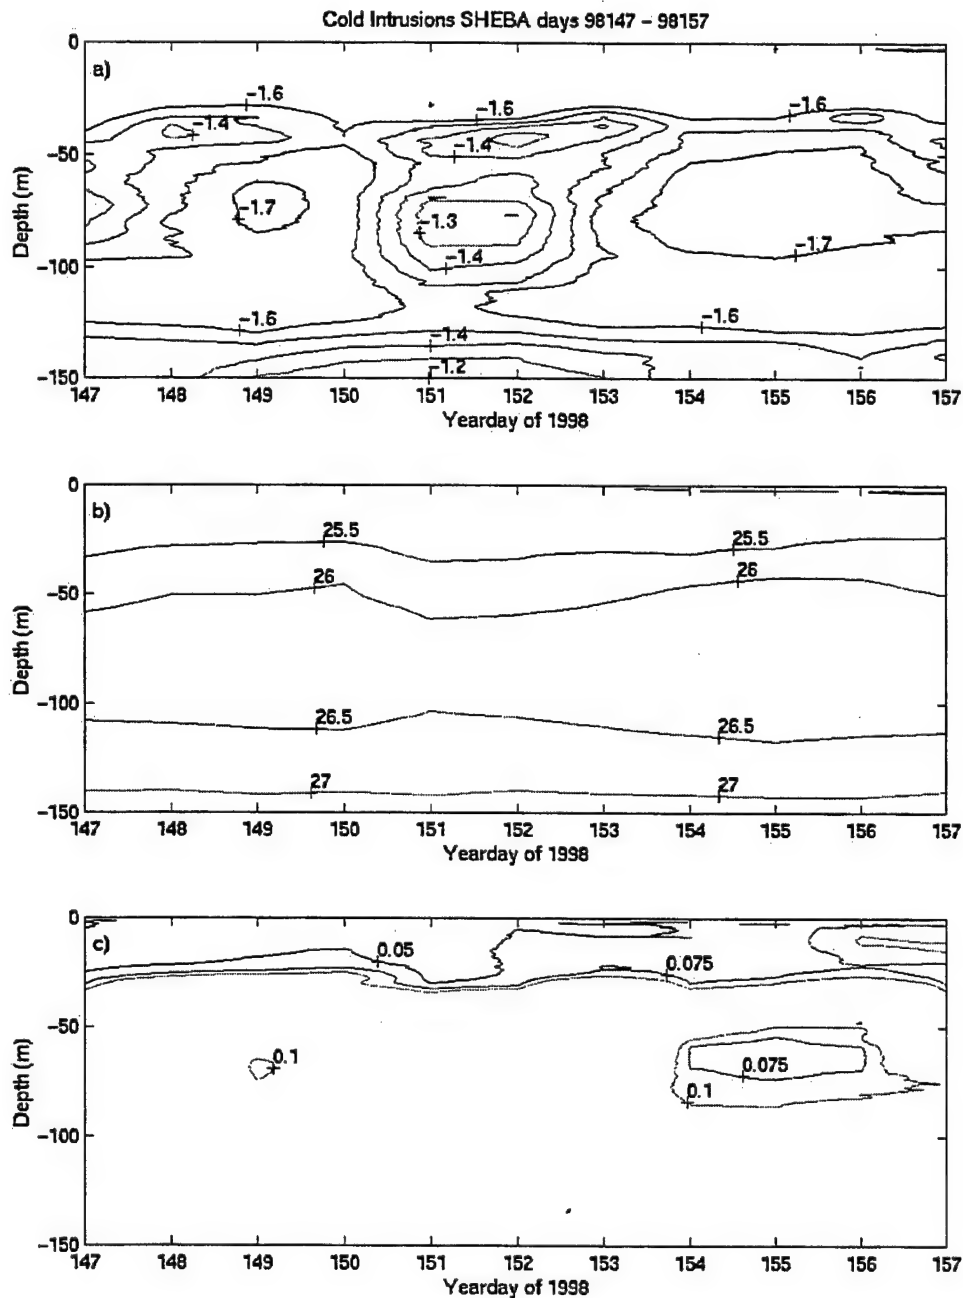 Cold Intrusions SHEBA days 98147 – 98157
0
a)
−1.6
−1.6
−1.6
−1.4
−50
−1.4
Depth (m)
−1.7
−1.3
−1.7
−100
−1.4
−1.6
−1.6
−1.4
−1.2
−150
147 148 149 150 151 152 153 154 155 156 157
Yearday of 1998
0
b)
25.5
25.5
26
26
−50
Depth (m)
−100
26.5
26.5
27
27
−150
147 148 149 150 151 152 153 154 155 156 157
Yearday of 1998
0
c)
0.05
0.075
−50
Depth (m)
0.1
0.075
0.1
−100
−150
147 148 149 150 151 152 153 154 155 156 157
Yearday of 1998